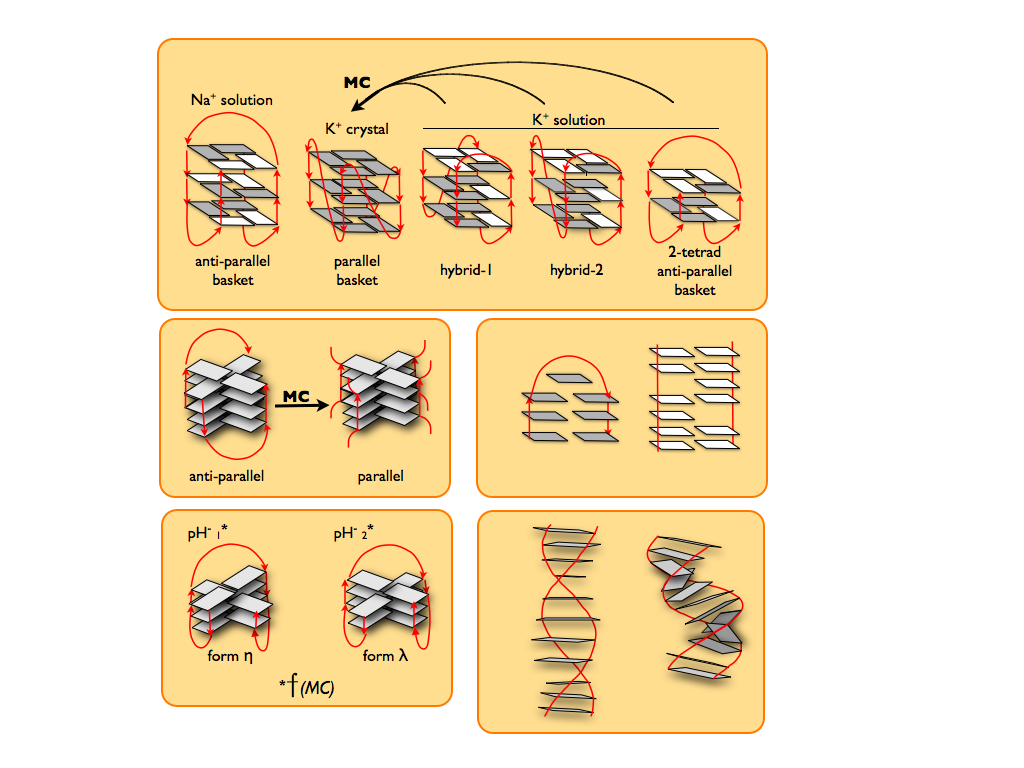 MC
Na⁺ solution
K⁺ crystal
K⁺ solution
anti-parallel
basket
parallel
basket
hybrid-1
hybrid-2
2-tetrad
anti-parallel
basket
MC
anti-parallel
parallel
pH⁻ ₁*
pH⁻ ₂*
form η
form λ
*f (MC)